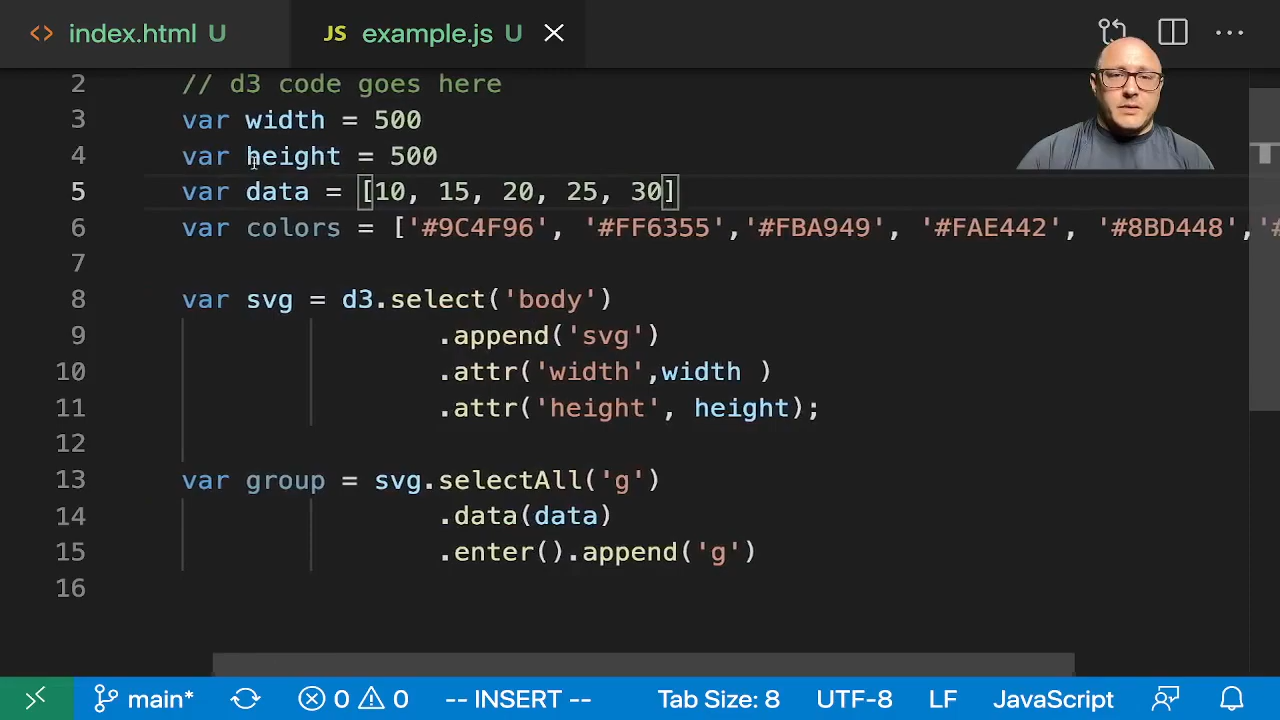 <> index.html U
JS example.js U
2 // d3 code goes here
3 var width = 500
4 var height = 500
5 var data = [10, 15, 20, 25, 30]
6 var colors = ['#9C4F96', '#FF6355','#FBA949', '#FAE442', '#8BD448','#
7
8 var svg = d3.select('body')
9 .append('svg')
10 .attr('width',width )
11 .attr('height', height);
12
13 var group = svg.selectAll('g')
14 .data(data)
15 .enter().append('g')
16
main* 0 0 -- INSERT -- Tab Size: 8 UTF-8 LF JavaScript